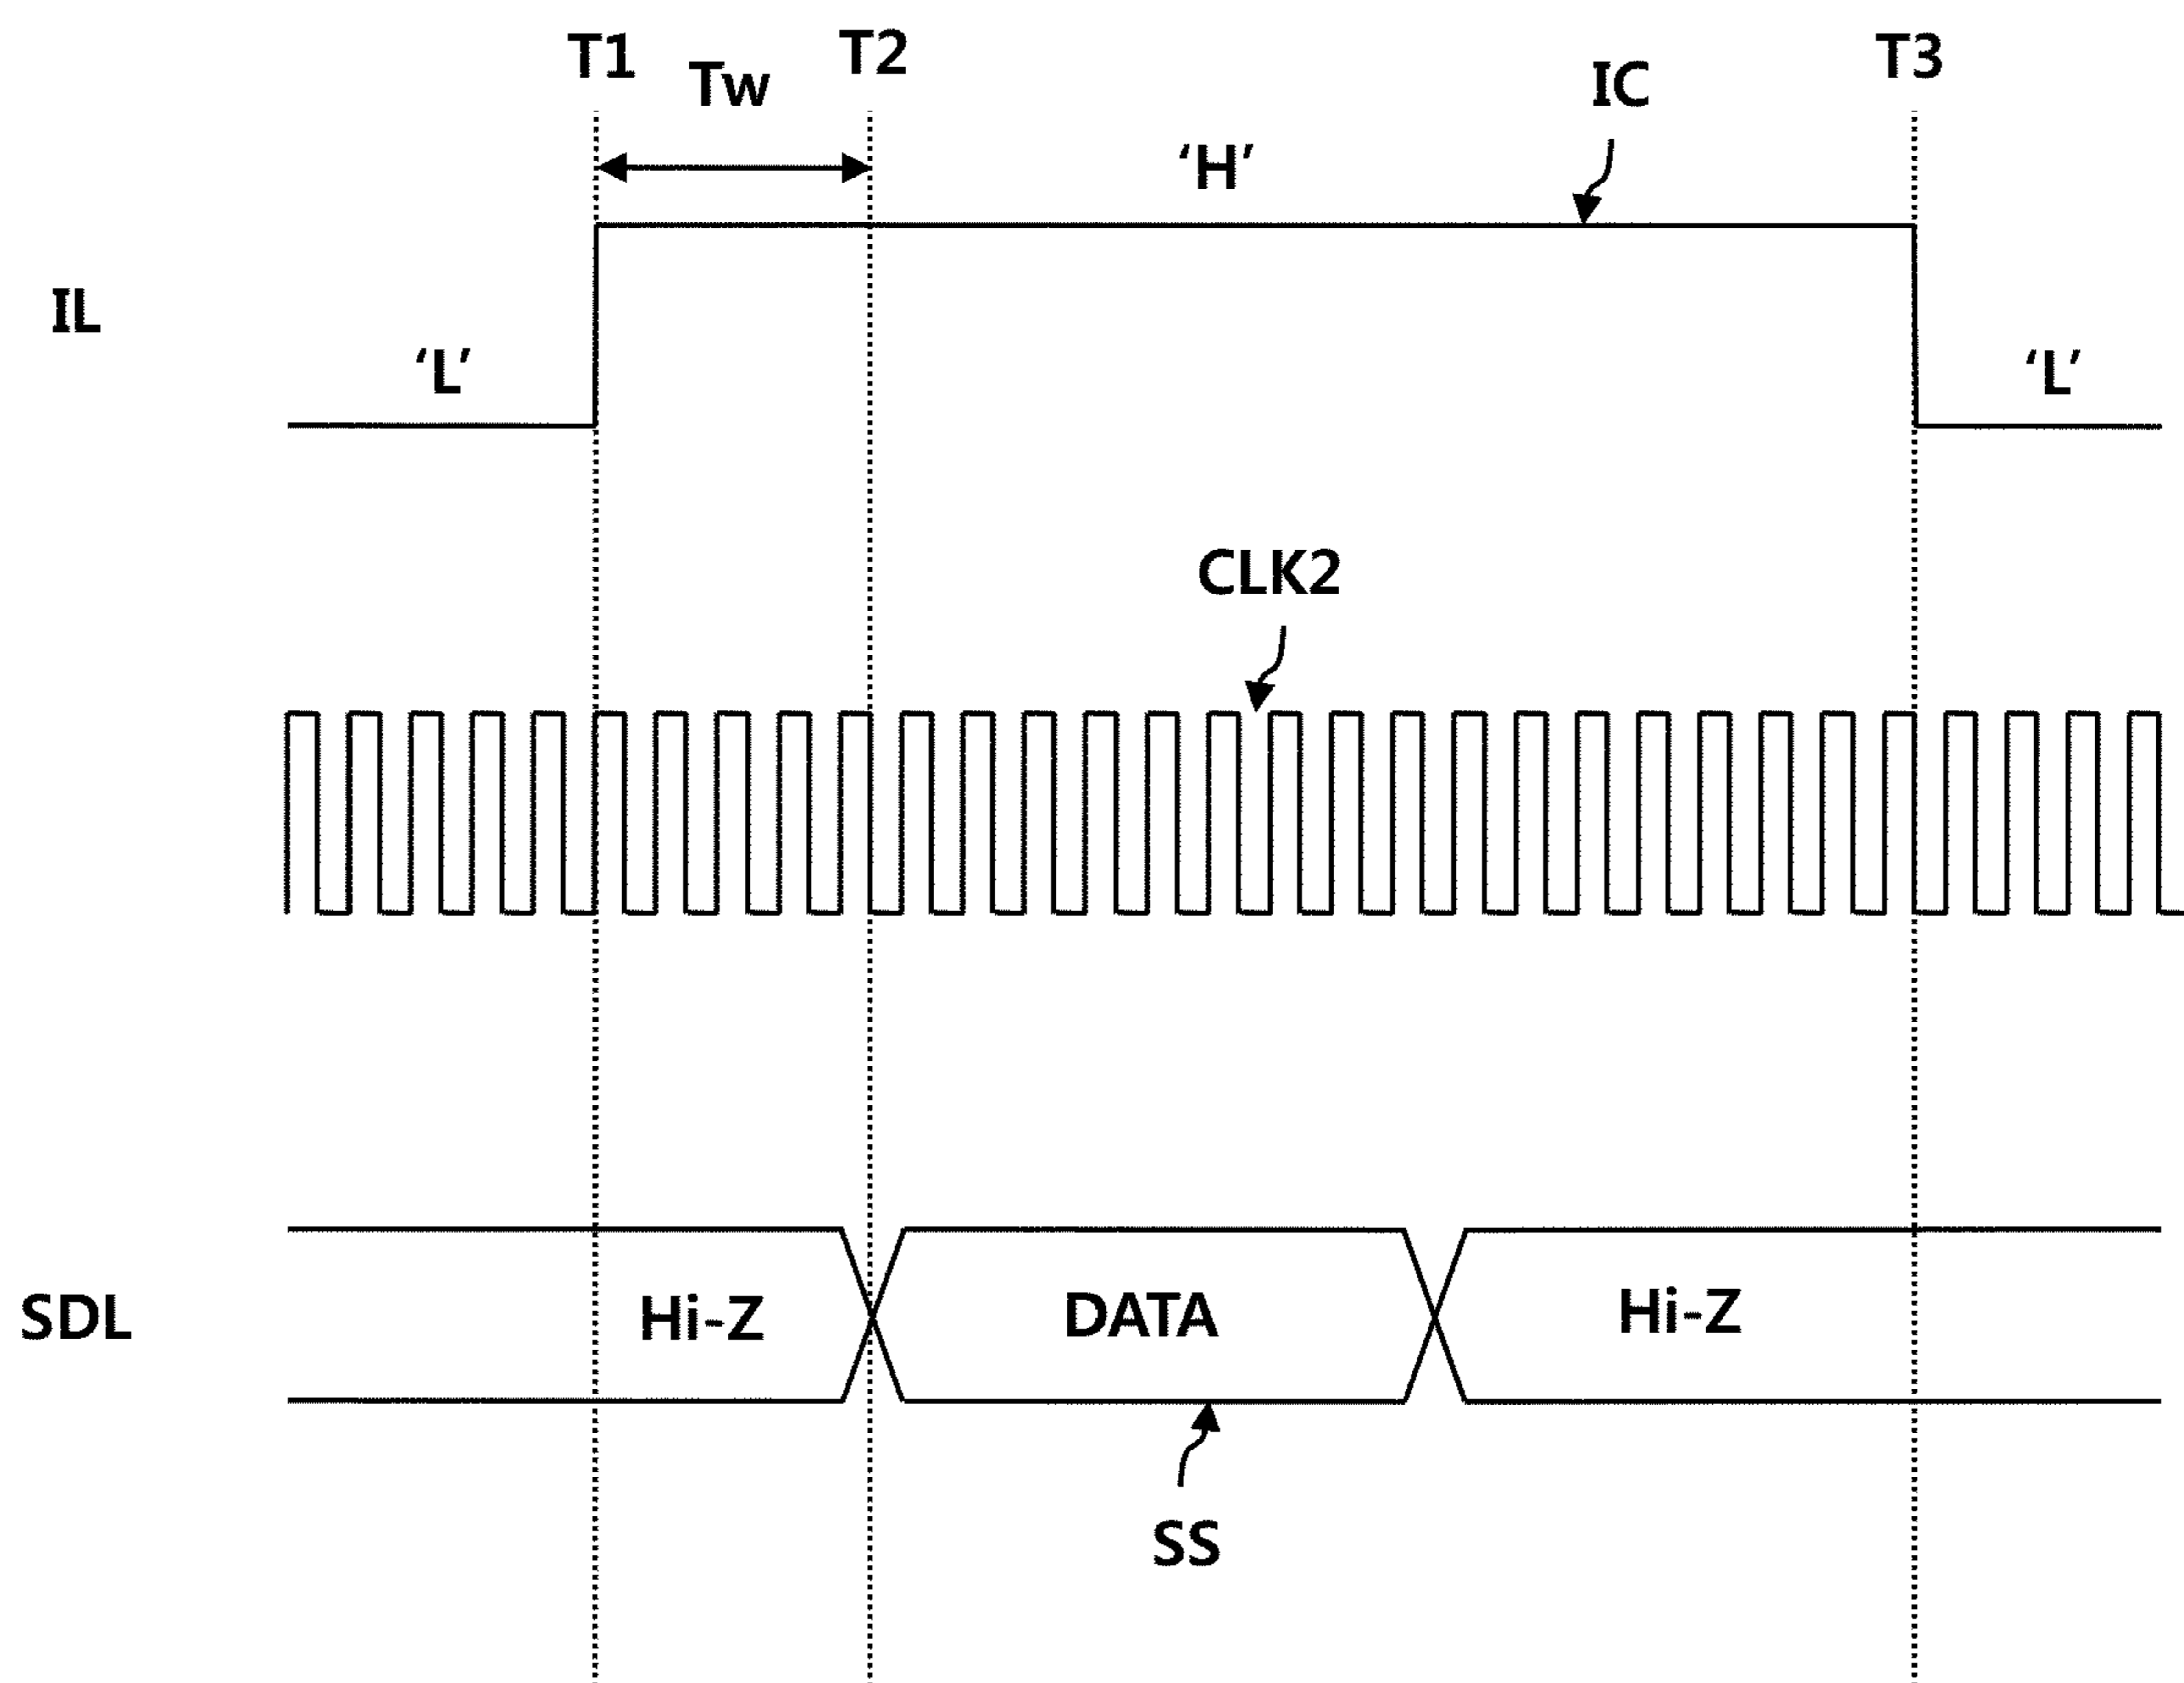 T1 Tw T2 IC T3
‘H’
IL
‘L’ ‘L’
CLK2
SDL Hi-Z DATA Hi-Z
SS